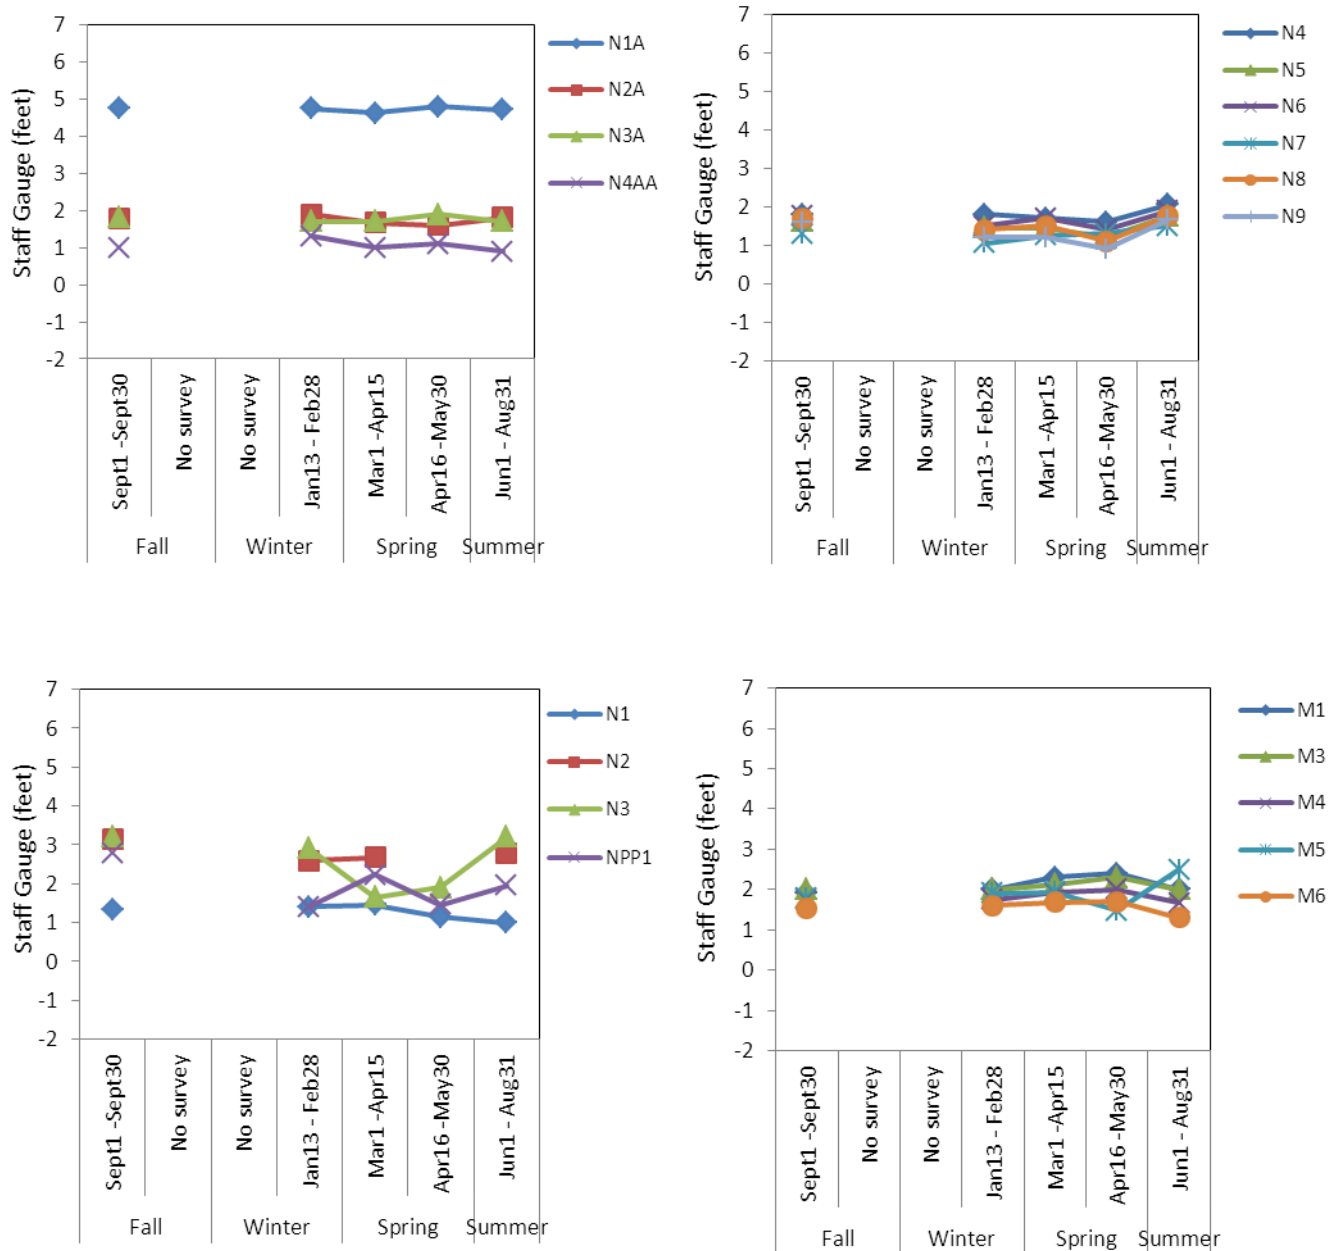 7
6
5
4
3
2
1
0
-1
-2
Staff Gauge (feet)
Sept1 -Sept30
No survey
No survey
Jan13 - Feb28
Mar1 -Apr15
Apr16 -May30
Jun1 - Aug31
Fall
Winter
Spring
Summer
N1A
N2A
N3A
N4AA
7
6
5
4
3
2
1
0
-1
-2
Staff Gauge (feet)
Sept1 -Sept30
No survey
No survey
Jan13 - Feb28
Mar1 -Apr15
Apr16 -May30
Jun1 - Aug31
Fall
Winter
Spring
Summer
N4
N5
N6
N7
N8
N9
7
6
5
4
3
2
1
0
-1
-2
Staff Gauge (feet)
Sept1 -Sept30
No survey
No survey
Jan13 - Feb28
Mar1 -Apr15
Apr16 -May30
Jun1 - Aug31
Fall
Winter
Spring
Summer
N1
N2
N3
NPP1
7
6
5
4
3
2
1
0
-1
-2
Staff Gauge (feet)
Sept1 -Sept30
No survey
No survey
Jan13 - Feb28
Mar1 -Apr15
Apr16 -May30
Jun1 - Aug31
Fall
Winter
Spring
Summer
M1
M3
M4
M5
M6